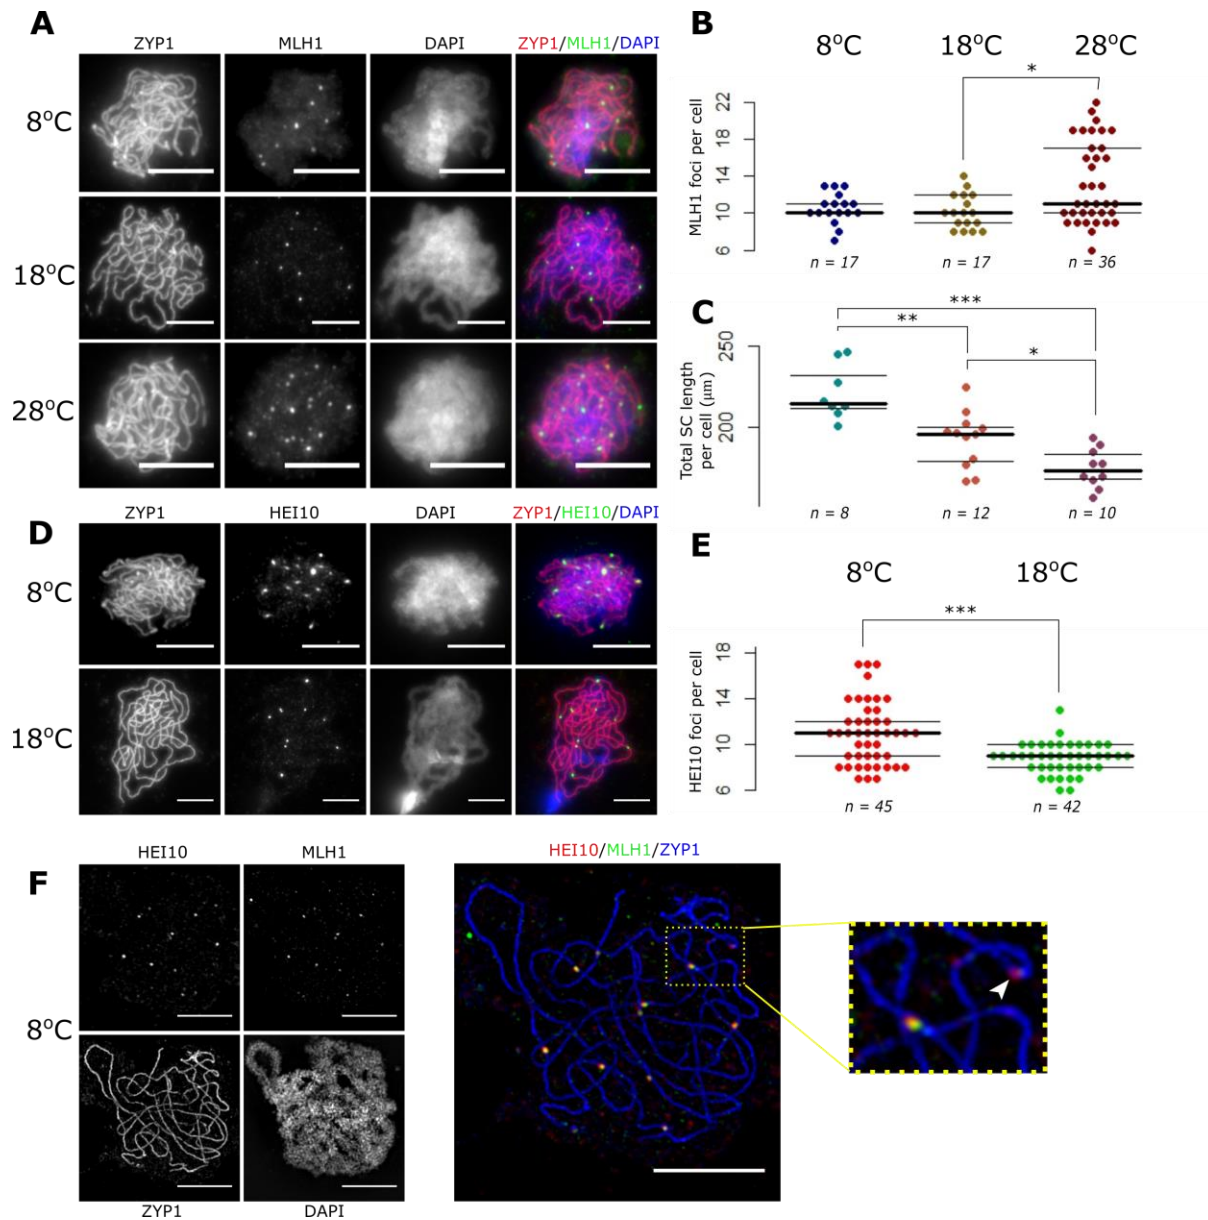 A
ZYP1 MLH1 DAPI ZYP1/MLH1/DAPI
8°C
18°C
28°C
B
8°C 18°C 28°C
*
MLH1 foci per cell
22
18
14
10
6
n = 17 n = 17 n = 36
C
***
**
*
Total SC length
per cell (μm)
250
200
n = 8 n = 12 n = 10
D
ZYP1 HEI10 DAPI ZYP1/HEI10/DAPI
8°C
18°C
E
8°C 18°C
***
HEI10 foci per cell
18
14
10
6
n = 45 n = 42
F
HEI10 MLH1
8°C
ZYP1 DAPI
HEI10/MLH1/ZYP1